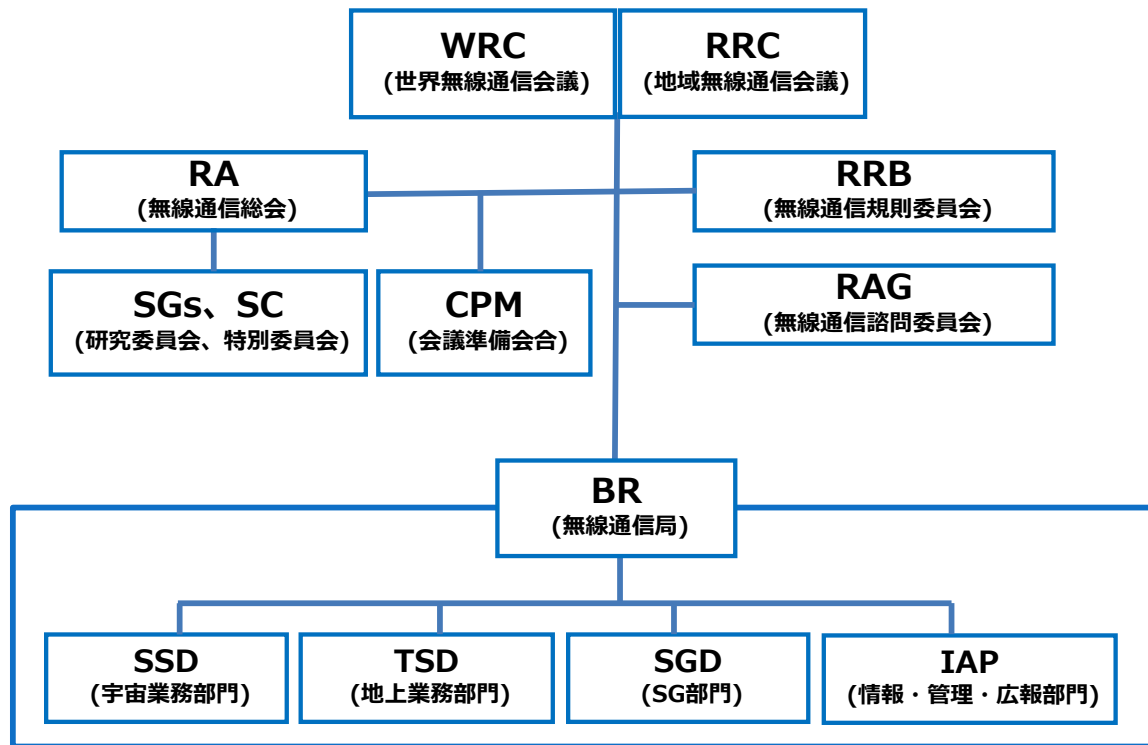 WRC
(世界無線通信会議)
RRC
(地域無線通信会議)
RA
(無線通信総会)
RRB
(無線通信規則委員会)
SGs、SC
(研究委員会、特別委員会)
CPM
(会議準備会合)
RAG
(無線通信諮問委員会)
BR
(無線通信局)
SSD
(宇宙業務部門)
TSD
(地上業務部門)
SGD
(SG部門)
IAP
(情報・管理・広報部門)